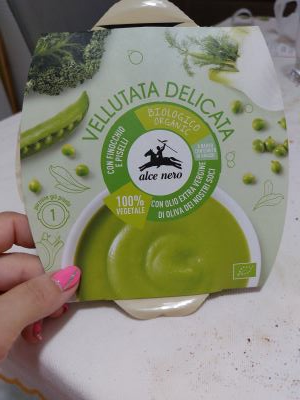 VELLUTATA DELICATA
BIOLOGICO
ORGANIC
CON FINOCCHIO
E PISELLI
alce nero
100%
VEGETALE
CON OLIO EXTRA VERGINE
DI OLIVA DEI NOSTRI SOCI
1